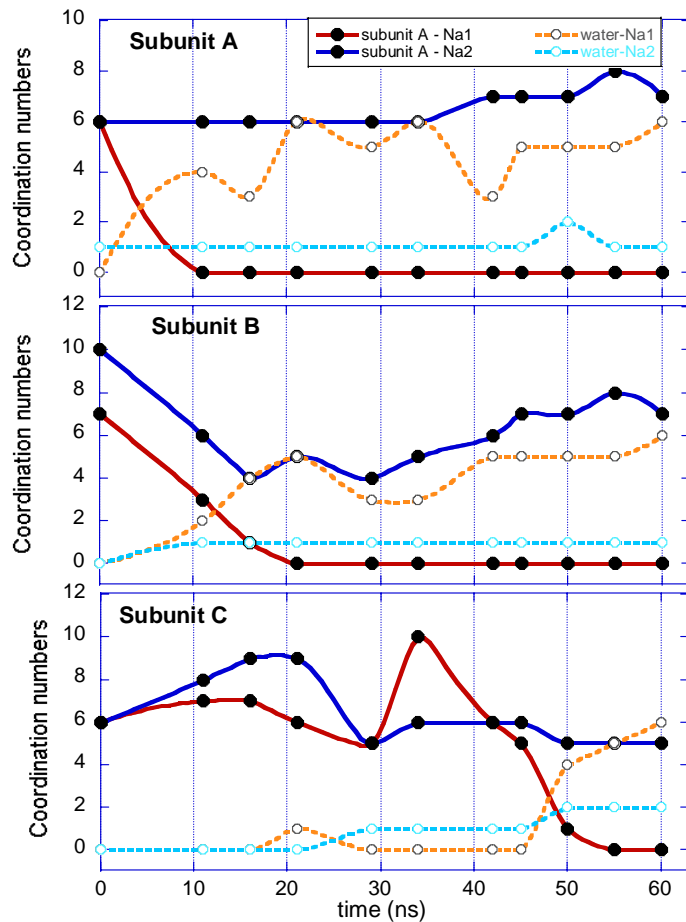 Subunit A
subunit A - Na1
water-Na1
subunit A - Na2
water-Na2
10
8
6
4
2
0
Coordination numbers
Subunit B
12
10
8
6
4
2
0
Coordination numbers
Subunit C
12
10
8
6
4
2
0
Coordination numbers
0 10 20 30 40 50 60
time (ns)